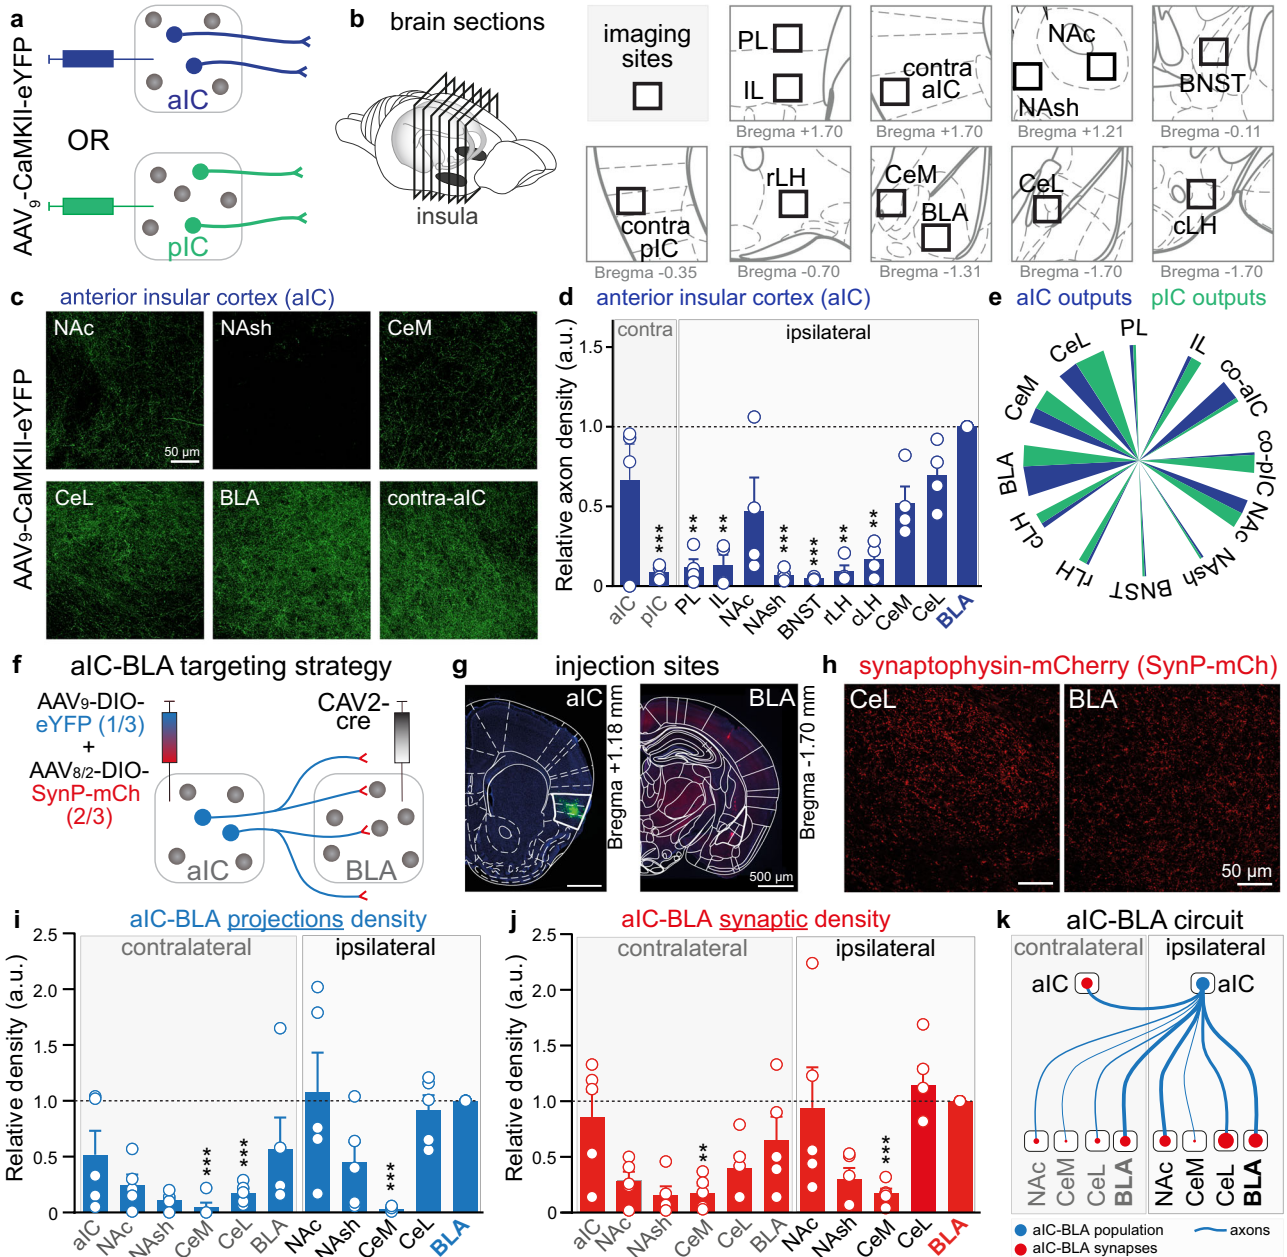 a
AAV9-CaMKII-eYFP
aIC
OR
pIC
b
brain sections
insula
imaging
sites
PL
IL
Bregma +1.70
contra
aIC
Bregma +1.70
NAc
NAsh
Bregma +1.21
BNST
Bregma -0.11
contra
pIC
Bregma -0.35
rLH
Bregma -0.70
CeM
BLA
Bregma -1.31
CeL
Bregma -1.70
cLH
Bregma -1.70
c
anterior insular cortex (aIC)
AAV9-CaMKII-eYFP
NAc
50 µm
NAsh
CeM
CeL
BLA
contra-aIC
d
anterior insular cortex (aIC)
contra
ipsilateral
Relative axon density (a.u.)
1.5
1.0
0.5
0
***
**
**
***
***
**
**
aIC
pIC
PL
IL
NAc
NAsh
BNST
rLH
cLH
CeM
CeL
BLA
e
aIC outputs
pIC outputs
PL
IL
co-aIC
co-pIC
NAc
NAsh
BNST
rLH
cLH
BLA
CeM
CeL
f
aIC-BLA targeting strategy
AAV9-DIO-
eYFP (1/3)
+
AAV8/2-DIO-
SynP-mCh
(2/3)
CAV2-
cre
aIC
BLA
g
injection sites
aIC
Bregma +1.18 mm
BLA
500 µm
Bregma -1.70 mm
h
synaptophysin-mCherry (SynP-mCh)
CeL
BLA
50 µm
i
aIC-BLA projections density
contralateral
ipsilateral
Relative density (a.u.)
2.5
2.0
1.5
1.0
0.5
0
***
***
***
aIC
NAc
NAsh
CeM
CeL
BLA
NAc
NAsh
CeM
CeL
BLA
j
aIC-BLA synaptic density
contralateral
ipsilateral
Relative density (a.u.)
2.5
2.0
1.5
1.0
0.5
0
**
***
aIC
NAc
NAsh
CeM
CeL
BLA
NAc
NAsh
CeM
CeL
BLA
k
aIC-BLA circuit
contralateral
ipsilateral
aIC
aIC
NAc
CeM
CeL
BLA
NAc
CeM
CeL
BLA
aIC-BLA population
axons
aIC-BLA synapses